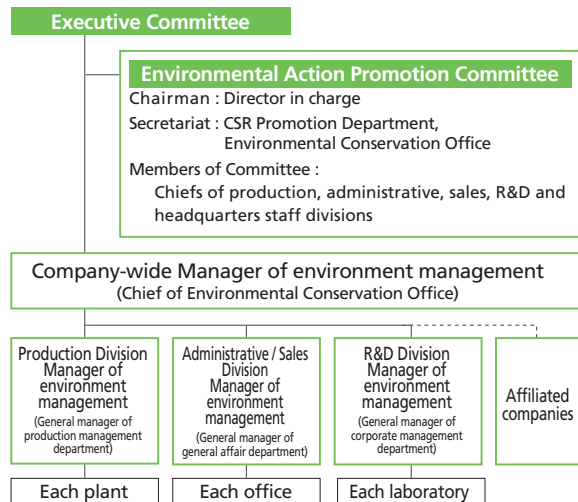 Executive Committee
Environmental Action Promotion Committee
Chairman : Director in charge
Secretariat : CSR Promotion Department,
Environmental Conservation Office
Members of Committee :
Chiefs of production, administrative, sales, R&D and
headquarters staff divisions
Company-wide Manager of environment management
(Chief of Environmental Conservation Office)
Production Division
Manager of
environment
management
(General manager of
production management
department)
Administrative / Sales
Division
Manager of
environment
management
(General manager of
general affair department)
R&D Division
Manager of
environment
management
(General manager of
corporate management
department)
Affiliated
companies
Each plant
Each office
Each laboratory